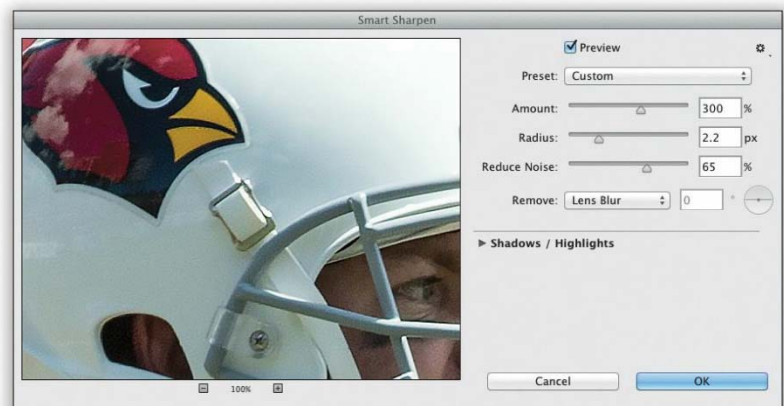 Smart Sharpen
Preview
Preset: Custom
Amount: 300 %
Radius: 2.2 px
Reduce Noise: 65 %
Remove: Lens Blur 0 °
Shadows / Highlights
100%
Cancel OK